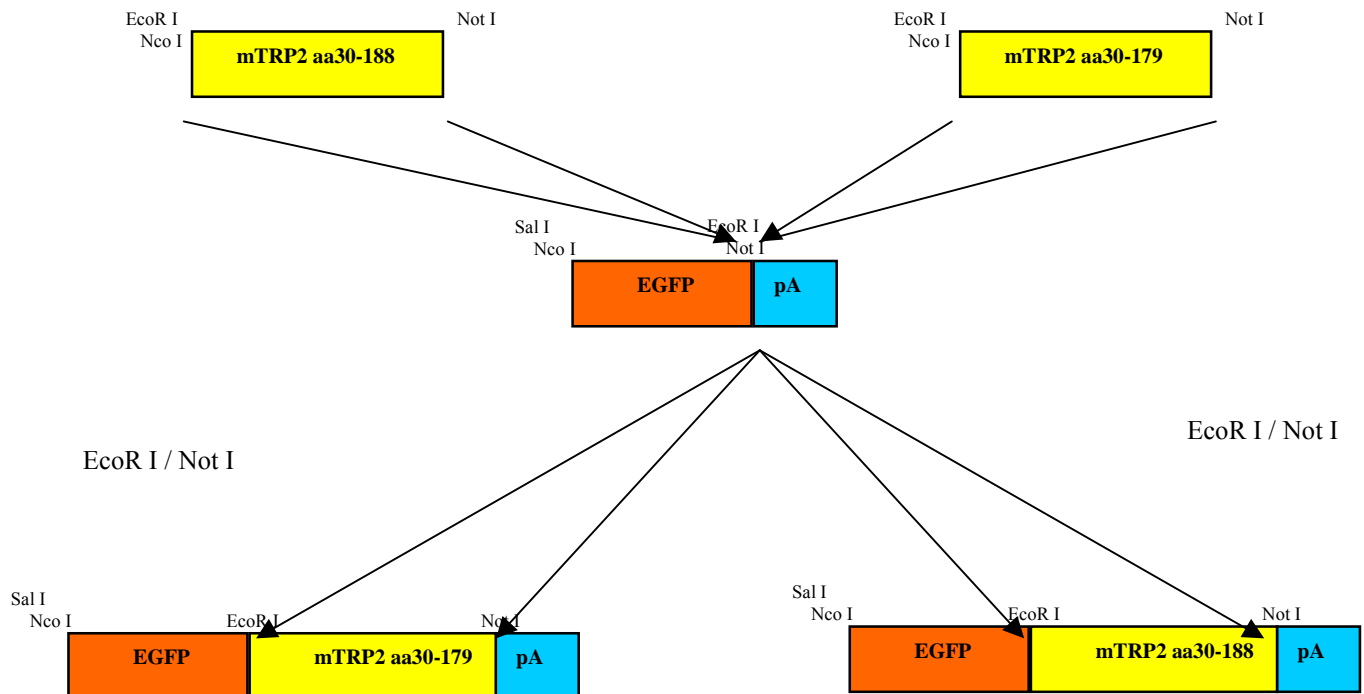 EcoR I
Nco I
Not I
mTRP2 aa30-188
EcoR I
Nco I
Not I
mTRP2 aa30-179
Sal I
Nco I
EcoR I
Not I
EGFP
pA
EcoR I / Not I
EcoR I / Not I
Sal I
Nco I
EcoR I
Not I
EGFP
mTRP2 aa30-179
pA
Sal I
Nco I
EcoR I
Not I
EGFP
mTRP2 aa30-188
pA